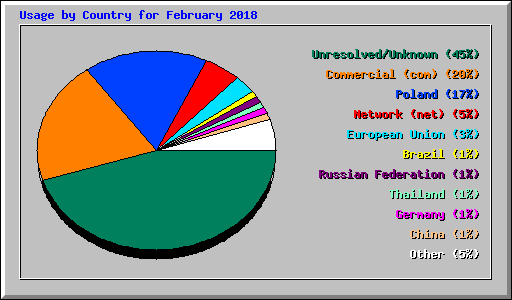 Usage by Country for February 2018
Unresolved/Unknown (45%)
Commercial (com) (20%)
Poland (17%)
Network (net) (5%)
European Union (3%)
Brazil (1%)
Russian Federation (1%)
Thailand (1%)
Germany (1%)
China (1%)
Other (5%)